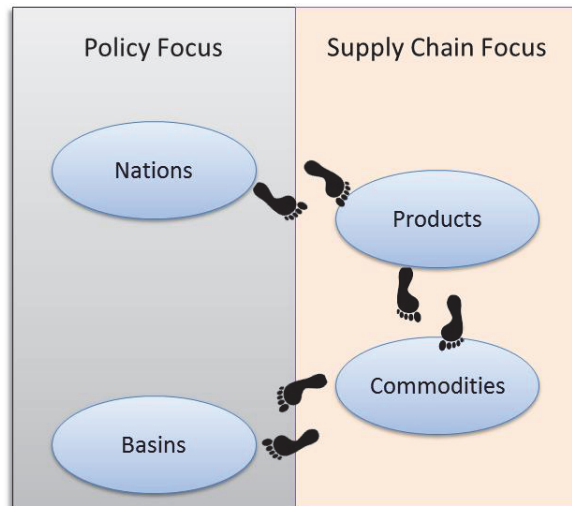 Policy Focus
Supply Chain Focus
Nations
Products
Commodities
Basins